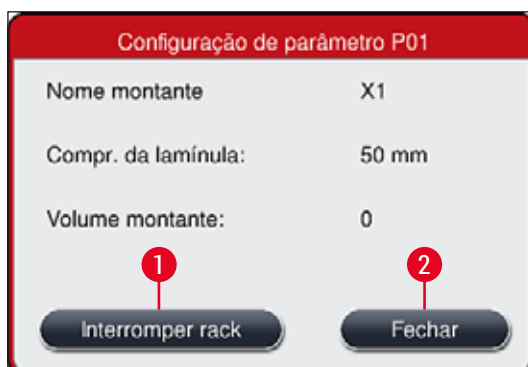 Configuração de parâmetro P01
Nome montante X1
Compr. da lamínula: 50 mm
Volume montante: 0
1 2
Interromper rack Fechar